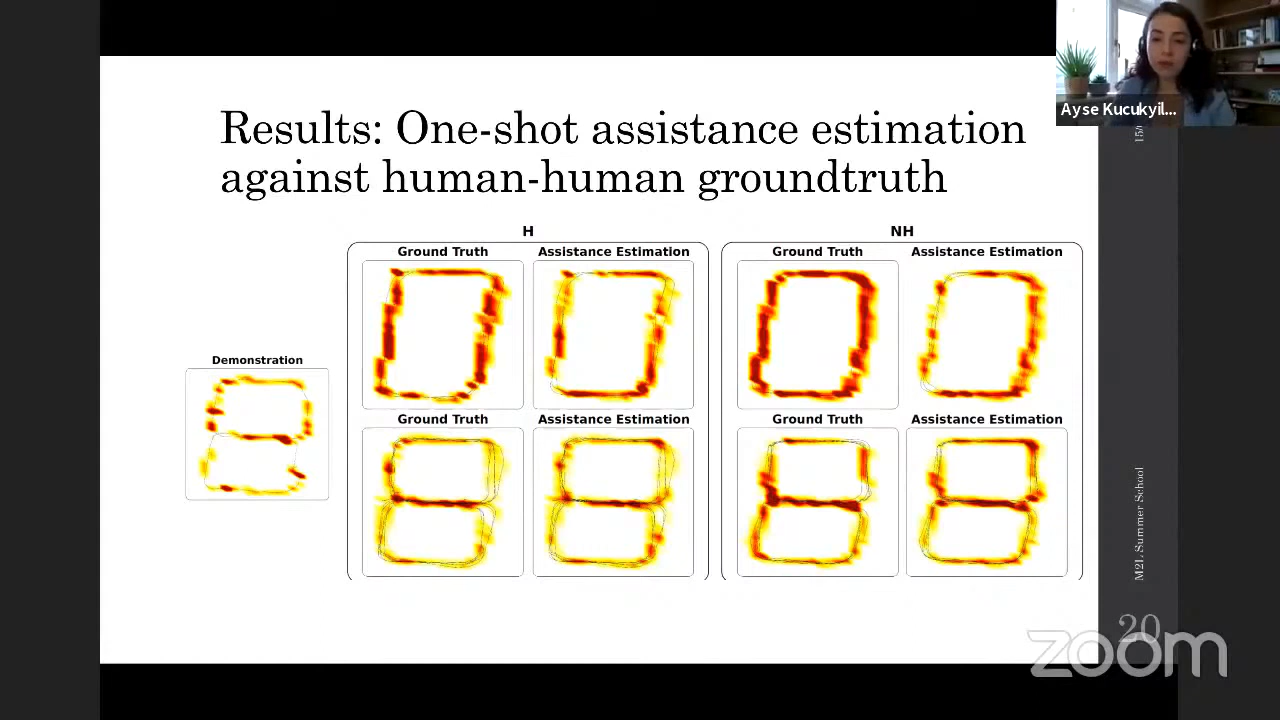 Ayse Kucukyil...
Results: One-shot assistance estimation
against human-human groundtruth
H
NH
Ground Truth
Assistance Estimation
Ground Truth
Assistance Estimation
Demonstration
Ground Truth
Assistance Estimation
Ground Truth
Assistance Estimation
M2L Summer School
20
zoom